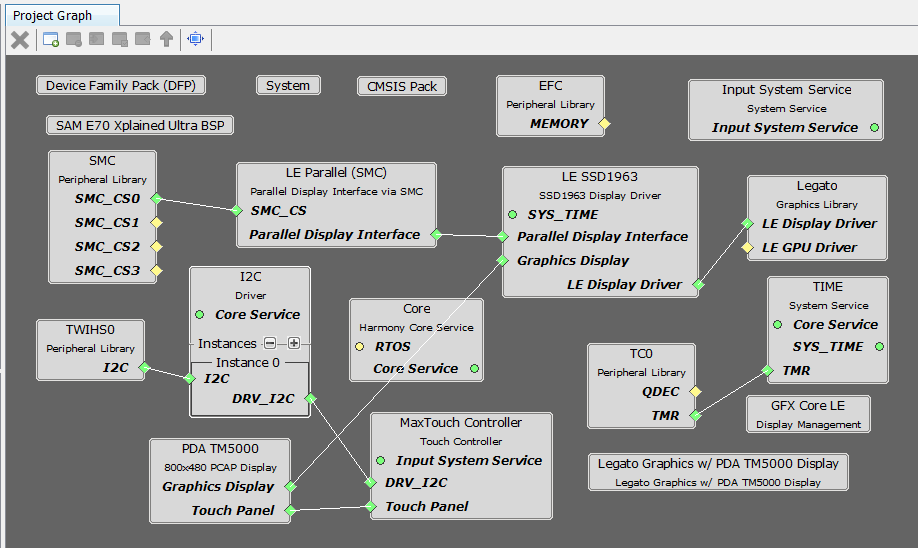 Project Graph
Device Family Pack (DFP)
System
CMSIS Pack
SAM E70 Xplained Ultra BSP
EFC
Peripheral Library
MEMORY
Input System Service
System Service
Input System Service
SMC
Peripheral Library
SMC_CS0
SMC_CS1
SMC_CS2
SMC_CS3
LE Parallel (SMC)
Parallel Display Interface via SMC
SMC_CS
Parallel Display Interface
LE SSD1963
SSD1963 Display Driver
SYS_TIME
Parallel Display Interface
Graphics Display
LE Display Driver
Legato
Graphics Library
LE Display Driver
LE GPU Driver
I2C
Driver
Core Service
Instances
Instance 0
I2C
DRV_I2C
TWIHS0
Peripheral Library
I2C
Core
Harmony Core Service
RTOS
Core Service
TIME
System Service
Core Service
SYS_TIME
TMR
TC0
Peripheral Library
QDEC
TMR
GFX Core LE
Display Management
PDA TM5000
800x480 PCAP Display
Graphics Display
Touch Panel
MaxTouch Controller
Touch Controller
Input System Service
DRV_I2C
Touch Panel
Legato Graphics w/ PDA TM5000 Display
Legato Graphics w/ PDA TM5000 Display